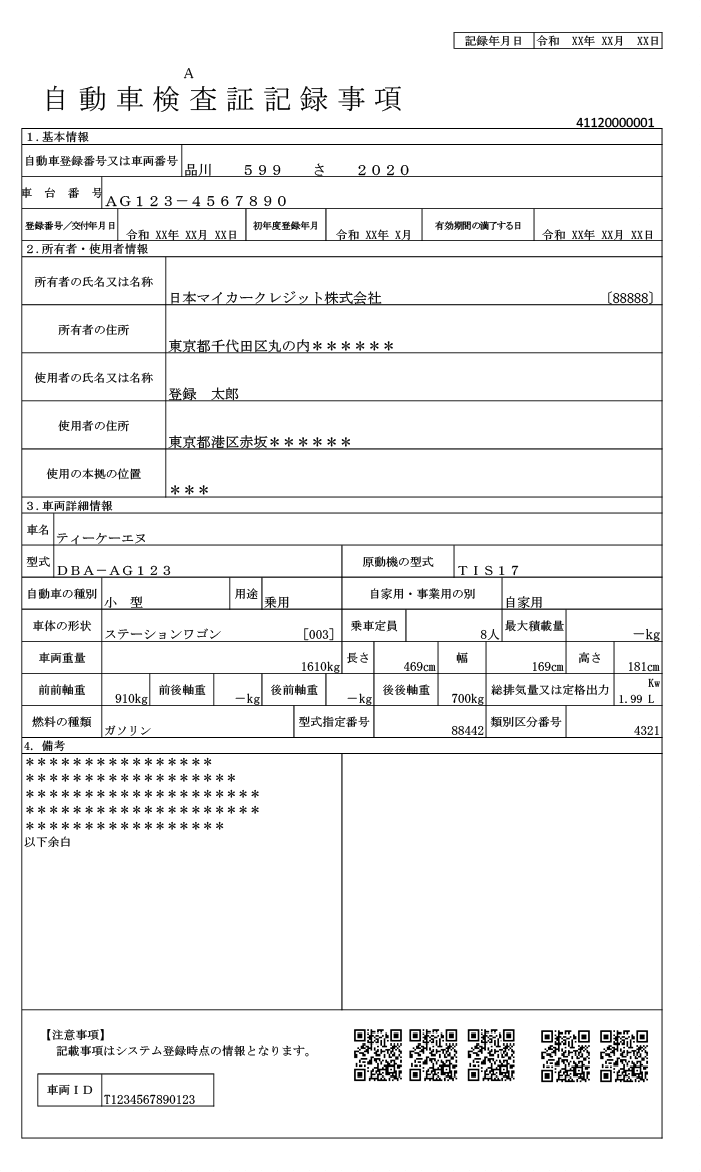 記録年月日 令和 XX年 XX月 XX日
A
自動車検査証記録事項
41120000001
1.基本情報
自動車登録番号又は車両番号 品川 599 さ 2020
車台番号 AG123-4567890
登録番号/交付年月日 令和 XX年 XX月 XX日 初年度登録年月 令和 XX年 X月 有効期間の満了する日 令和 XX年 XX月 XX日
2.所有者・使用者情報
所有者の氏名又は名称 日本マイカークレジット株式会社 [88888]
所有者の住所 東京都千代田区丸の内******
使用者の氏名又は名称 登録 太郎
使用者の住所 東京都港区赤坂******
使用の本拠の位置 ***
3.車両詳細情報
車名 ティーケーエヌ
型式 DBA-AG123 原動機の型式 TIS17
自動車の種別 小 型 用途 乗用 自家用・事業用の別 自家用
車体の形状 ステーションワゴン [003] 乗車定員 8人 最大積載量 -kg
車両重量 1610kg 長さ 469cm 幅 169cm 高さ 181cm
前前軸重 910kg 前後軸重 -kg 後前軸重 -kg 後後軸重 700kg 総排気量又は定格出力 Kw 1.99 L
燃料の種類 ガソリン 型式指定番号 88442 類別区分番号 4321
4. 備考
****************
******************
********************
********************
*****************
以下余白
【注意事項】
記載事項はシステム登録時点の情報となります。
車両ID T1234567890123